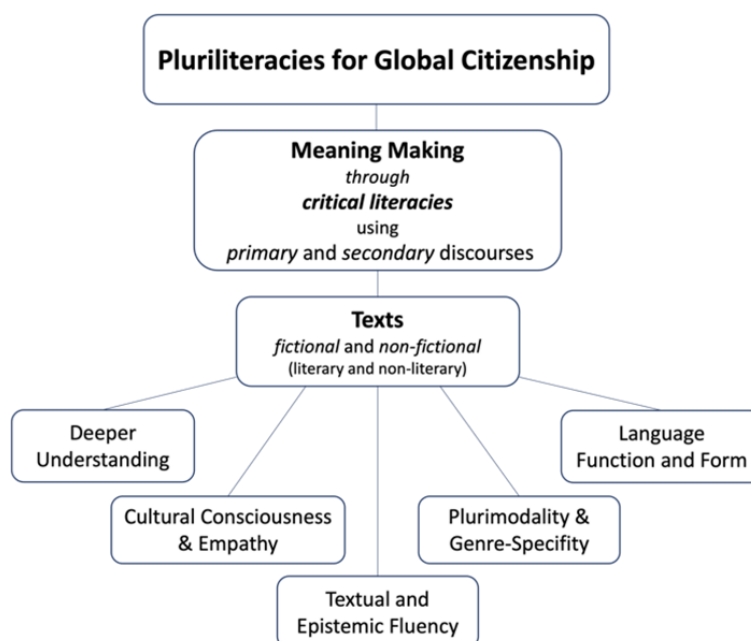 Pluriliteracies for Global Citizenship
Meaning Making
through
critical literacies
using
primary and secondary discourses
Texts
fictional and non-fictional
(literary and non-literary)
Deeper
Understanding
Language
Function and Form
Cultural Consciousness
& Empathy
Plurimodality &
Genre-Specifity
Textual and
Epistemic Fluency